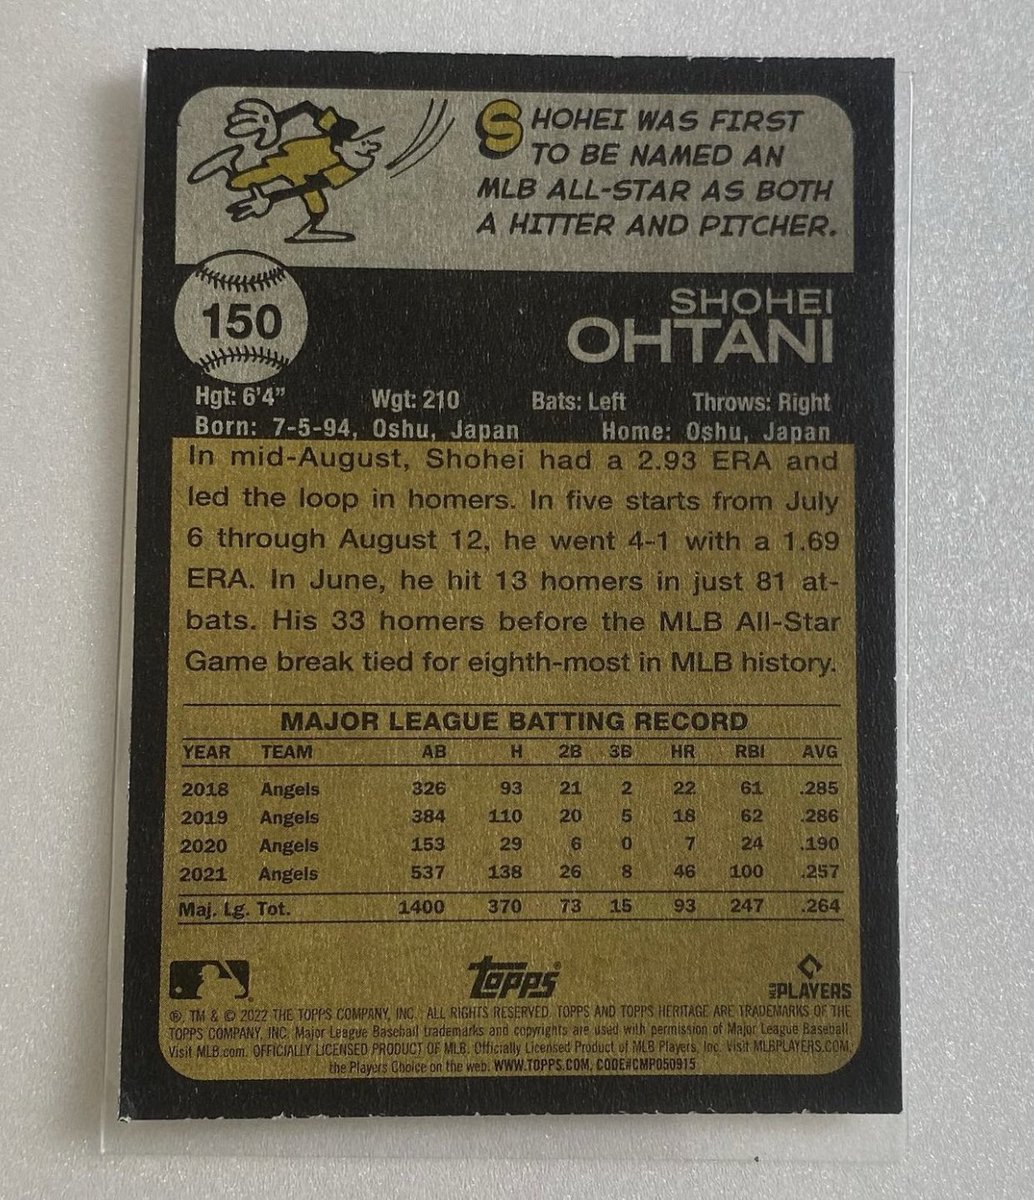 SHOHEI WAS FIRST
TO BE NAMED AN
MLB ALL-STAR AS BOTH
A HITTER AND PITCHER.
150
SHOHEI
OHTANI
Hgt: 6'4" Wgt: 210 Bats: Left Throws: Right
Born: 7-5-94, Oshu, Japan Home: Oshu, Japan
In mid-August, Shohei had a 2.93 ERA and
led the loop in homers. In five starts from July
6 through August 12, he went 4-1 with a 1.69
ERA. In June, he hit 13 homers in just 81 at-
bats. His 33 homers before the MLB All-Star
Game break tied for eighth-most in MLB history.
MAJOR LEAGUE BATTING RECORD
YEAR TEAM AB H 2B 3B HR RBI AVG
2018 Angels 326 93 21 2 22 61 .285
2019 Angels 384 110 20 5 18 62 .286
2020 Angels 153 29 6 0 7 24 .190
2021 Angels 537 138 26 8 46 100 .257
Maj. Lg. Tot. 1400 370 73 15 93 247 .264
Topps®
MLB PLAYERS
®, TM & © 2022 THE TOPPS COMPANY, INC. ALL RIGHTS RESERVED. TOPPS AND TOPPS HERITAGE ARE TRADEMARKS OF THE
TOPPS COMPANY, INC. Major League Baseball trademarks and copyrights are used with permission of Major League Baseball.
Visit MLB.com. OFFICIALLY LICENSED PRODUCT OF MLB. Officially Licensed Product of MLB Players, Inc. Visit MLBPLAYERS.COM,
the Players Choice on the web. WWW.TOPPS.COM. CODE#CMP050915